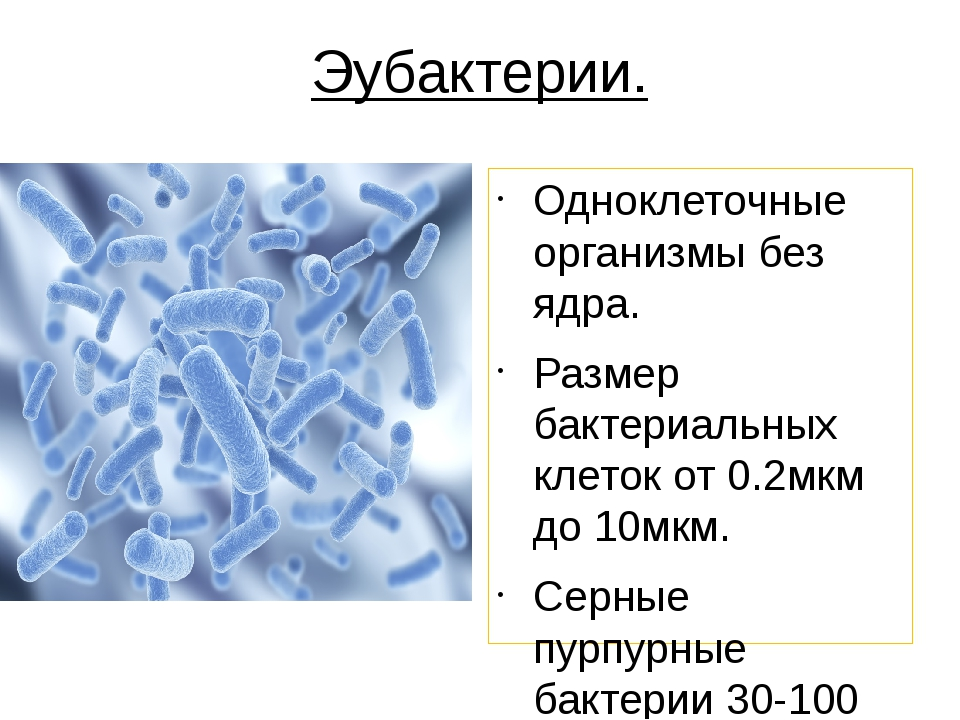 Эубактерии.
• Одноклеточные
организмы без
ядра.
• Размер
бактериальных
клеток от 0.2мкм
до 10мкм.
• Серные
пурпурные
бактерии 30-100